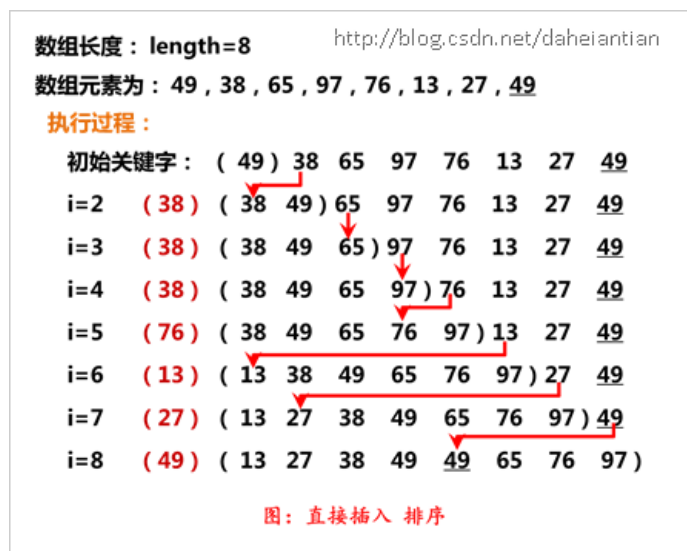 数组长度：length=8 http://blog.csdn.net/daheiantian
数组元素为：49，38，65，97，76，13，27，49
执行过程：
初始关键字：（49）38 65 97 76 13 27 49
i=2 （38）（38 49）65 97 76 13 27 49
i=3 （38）（38 49 65）97 76 13 27 49
i=4 （38）（38 49 65 97）76 13 27 49
i=5 （76）（38 49 65 76 97）13 27 49
i=6 （13）（13 38 49 65 76 97）27 49
i=7 （27）（13 27 38 49 65 76 97）49
i=8 （49）（13 27 38 49 49 65 76 97）
图：直接插入 排序